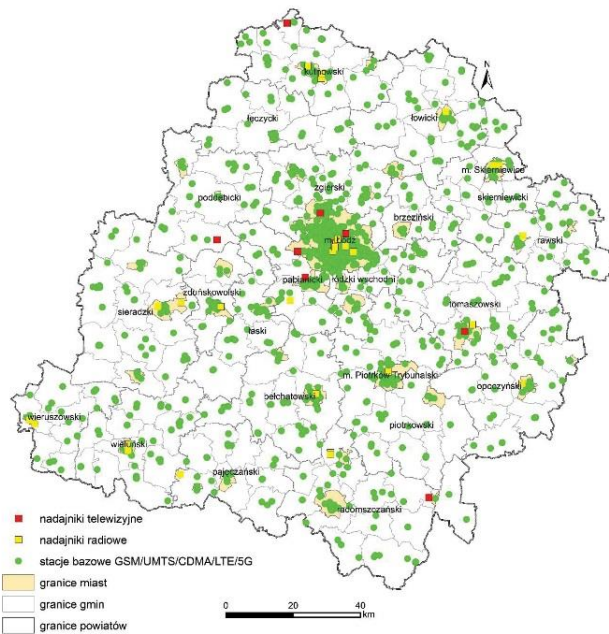 N
kutnowski
łęczycki
łowicki
m. Skierniewice
zgierski
poddębicki
skierniewicki
brzeziński
m. Łódź
rawski
pabianicki
łódzki wschodni
zduńskowolski
sieradzki
tomaszowski
łaski
m. Piotrków Trybunalski
opoczyński
bełchatowski
wieruszowski
piotrkowski
wieluński
pajęczański
radomszczański
nadajniki telewizyjne
nadajniki radiowe
stacje bazowe GSM/UMTS/CDMA/LTE/5G
granice miast
granice gmin
granice powiatów
0 20 40
km